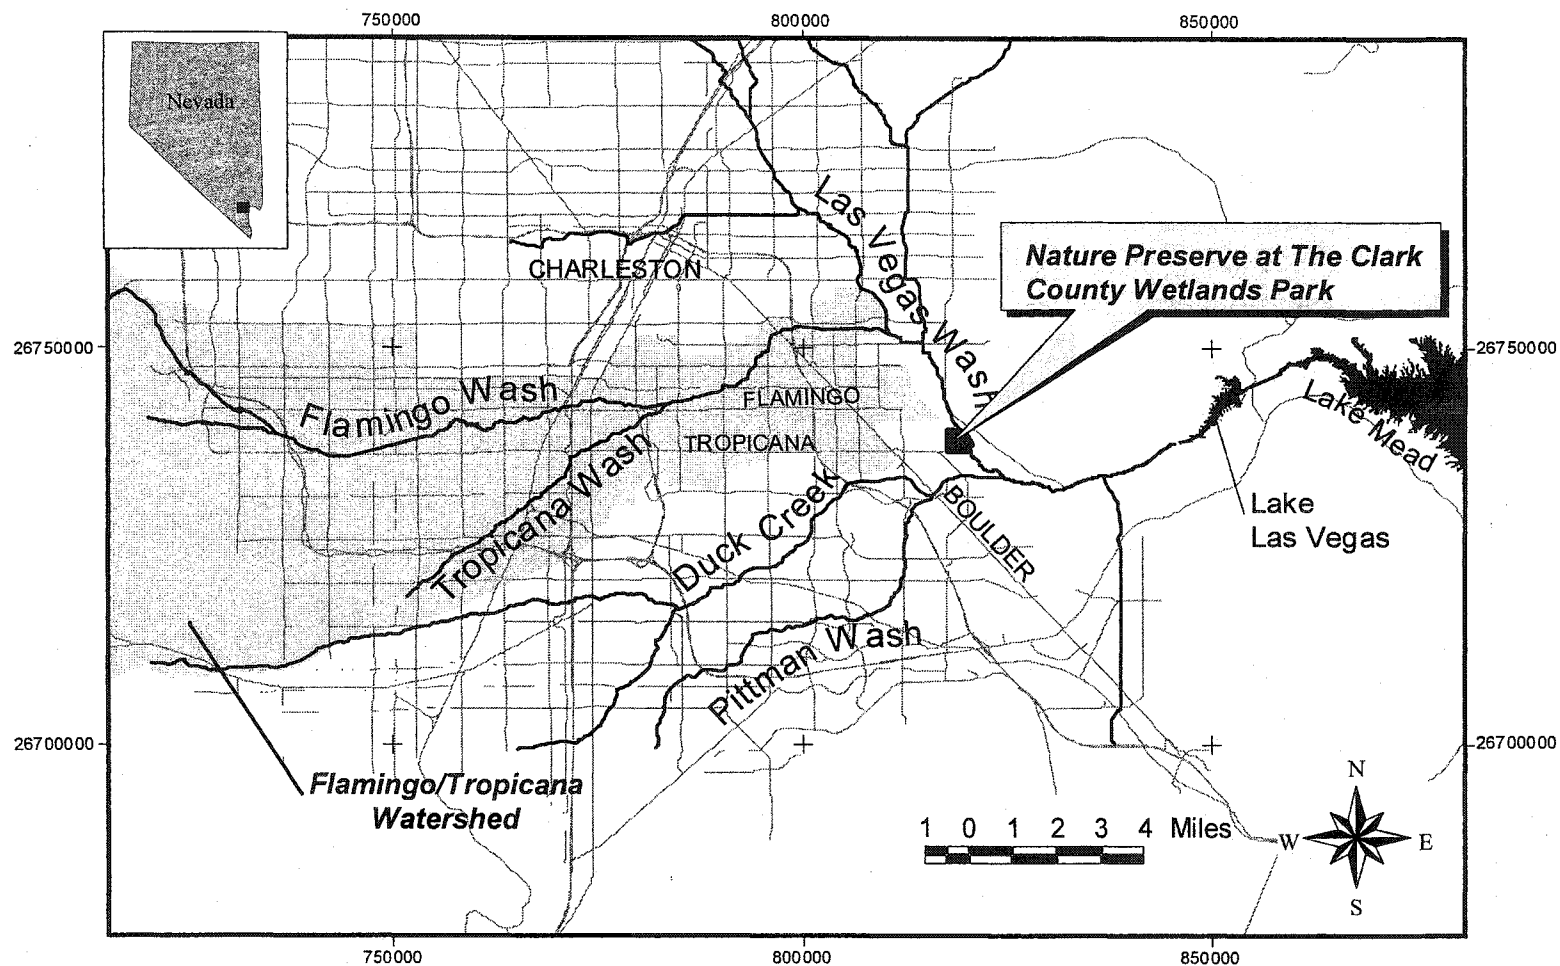 750000
800000
850000
Nevada
Las Vegas Wash
Nature Preserve at The Clark
County Wetlands Park
CHARLESTON
26750000
26750000
Flamingo Wash
FLAMINGO
Lake Mead
TROPICANA
Tropicana Wash
Duck Creek
BOULDER
Lake
Las Vegas
Pittman Wash
26700000
26700000
Flamingo/Tropicana
Watershed
N
1 0 1 2 3 4 Miles
W
E
S
750000
800000
850000